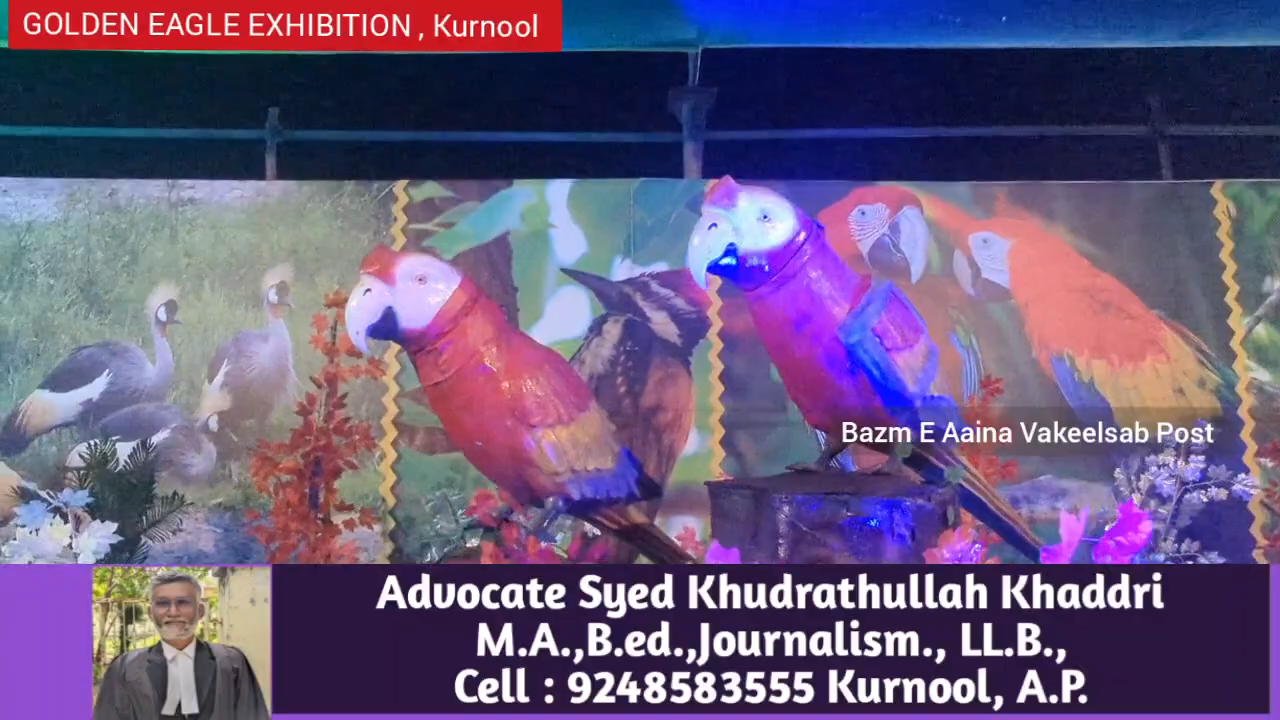 GOLDEN EAGLE EXHIBITION , Kurnool
Bazm E Aaina Vakeelsab Post
Advocate Syed Khudrathullah Khaddri
M.A.,B.ed.,Journalism., LL.B.,
Cell : 9248583555 Kurnool, A.P.